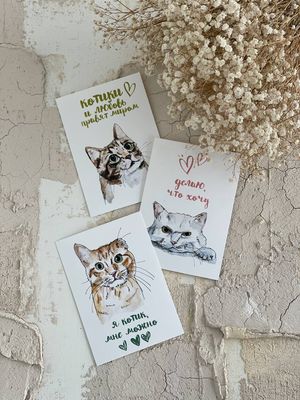 котики
и любовь
правят миром
делаю,
что хочу
я котик,
мне можно